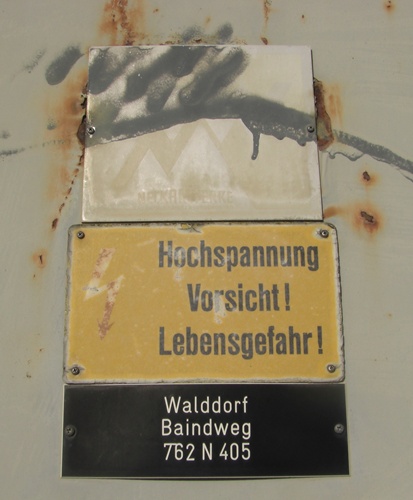 Hochspannung
Vorsicht!
Lebensgefahr!
Walddorf
Baindweg
762 N 405